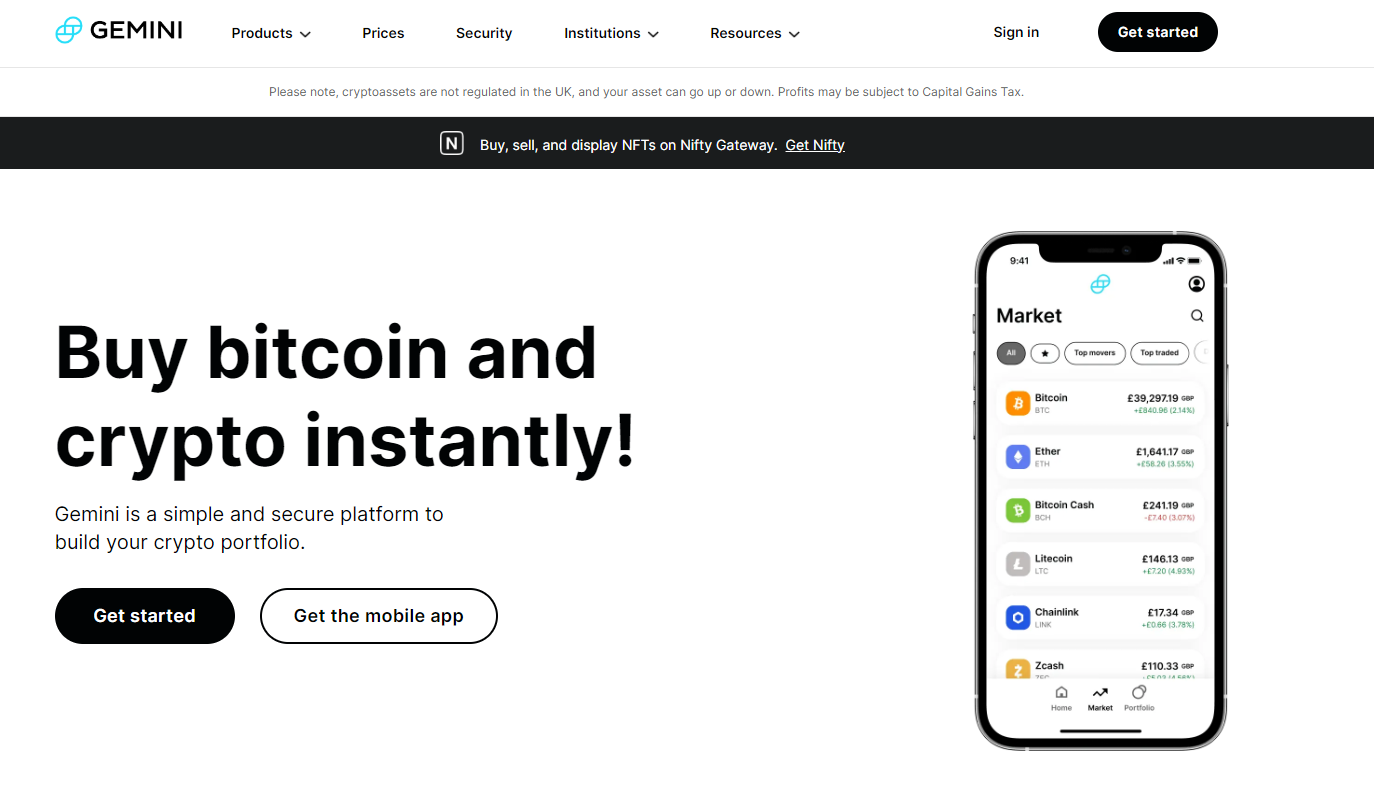 GEMINI
Products
Prices
Security
Institutions
Resources
Sign in
Get started
Please note, cryptoassets are not regulated in the UK, and your asset can go up or down. Profits may be subject to Capital Gains Tax.
N
Buy, sell, and display NFTs on Nifty Gateway. Get Nifty
Buy bitcoin and
crypto instantly!
Gemini is a simple and secure platform to
build your crypto portfolio.
Get started
Get the mobile app
9:41
Market
All
Top movers
Top traded
Bitcoin £39,297.19 GBP
BTC +£840.96 (2.14%)
Ether £1,641.17 GBP
ETH +£58.26 (3.55%)
Bitcoin Cash £241.19 GBP
BCH -£7.40 (3.07%)
Litecoin £146.13 GBP
LTC +£7.20 (4.93%)
Chainlink £17.34 GBP
LINK +£0.66 (3.78%)
Zcash £110.33 GBP
Home
Market
Portfolio